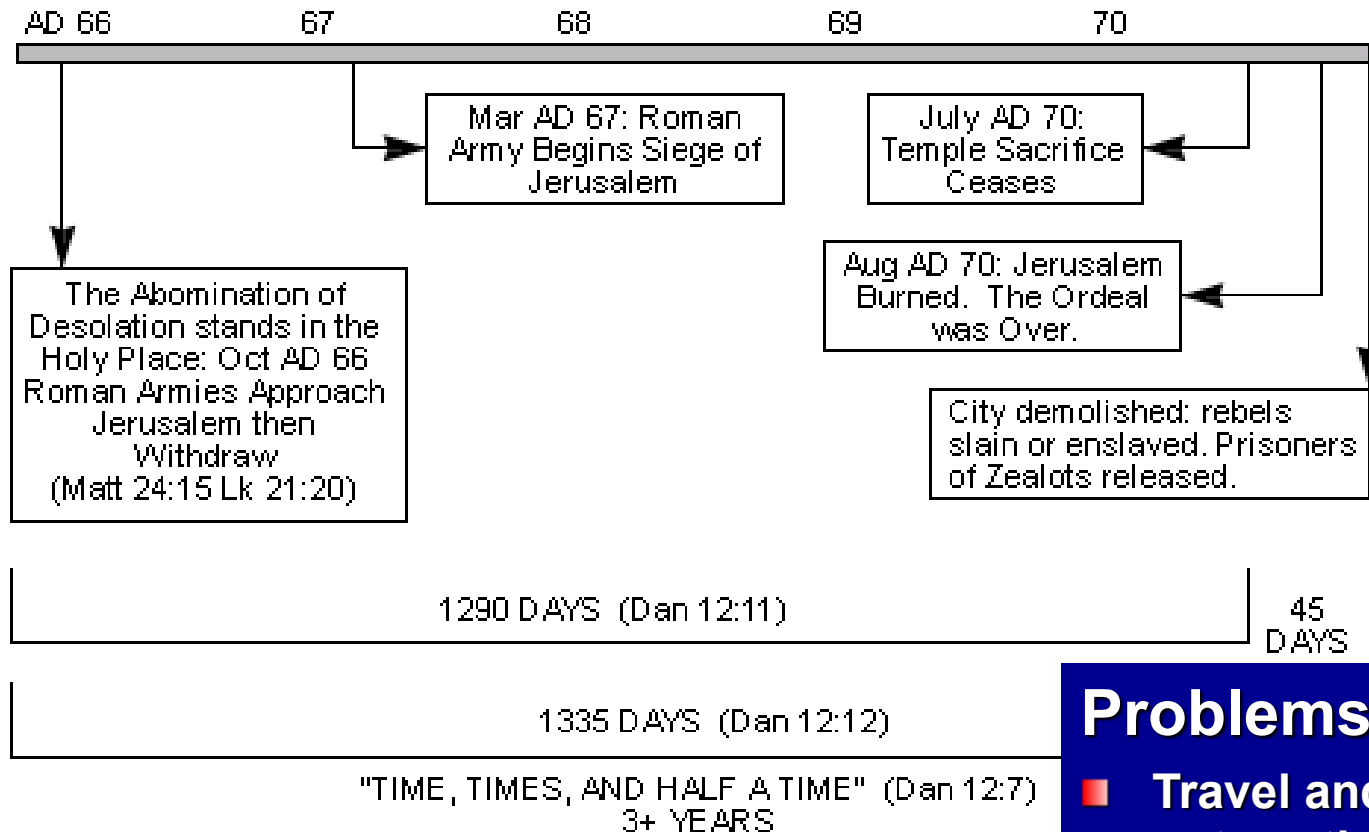 AD 66 67 68 69 70
Mar AD 67: Roman
Army Begins Siege of
Jerusalem
July AD 70:
Temple Sacrifice
Ceases
The Abomination of
Desolation stands in the
Holy Place: Oct AD 66
Roman Armies Approach
Jerusalem then
Withdraw
(Matt 24:15 Lk 21:20)
Aug AD 70: Jerusalem
Burned. The Ordeal
was Over.
City demolished: rebels
slain or enslaved. Prisoners
of Zealots released.
1290 DAYS (Dan 12:11)
45
DAYS
1335 DAYS (Dan 12:12)
"TIME, TIMES, AND HALF A TIME" (Dan 12:7)
3+ YEARS
Problems
Travel and